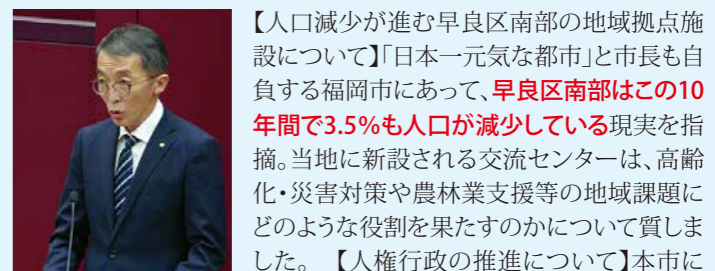 【人口減少が進む早良区南部の地域拠点施
設について】「日本一元気な都市」と市長も自
負する福岡市にあって、早良区南部はこの10
年間で3.5％も人口が減少している現実を指
摘。当地に新設される交流センターは、高齢
化・災害対策や農林業支援等の地域課題に
どのような役割を果たすのかについて質しま
した。　【人権行政の推進について】本市に